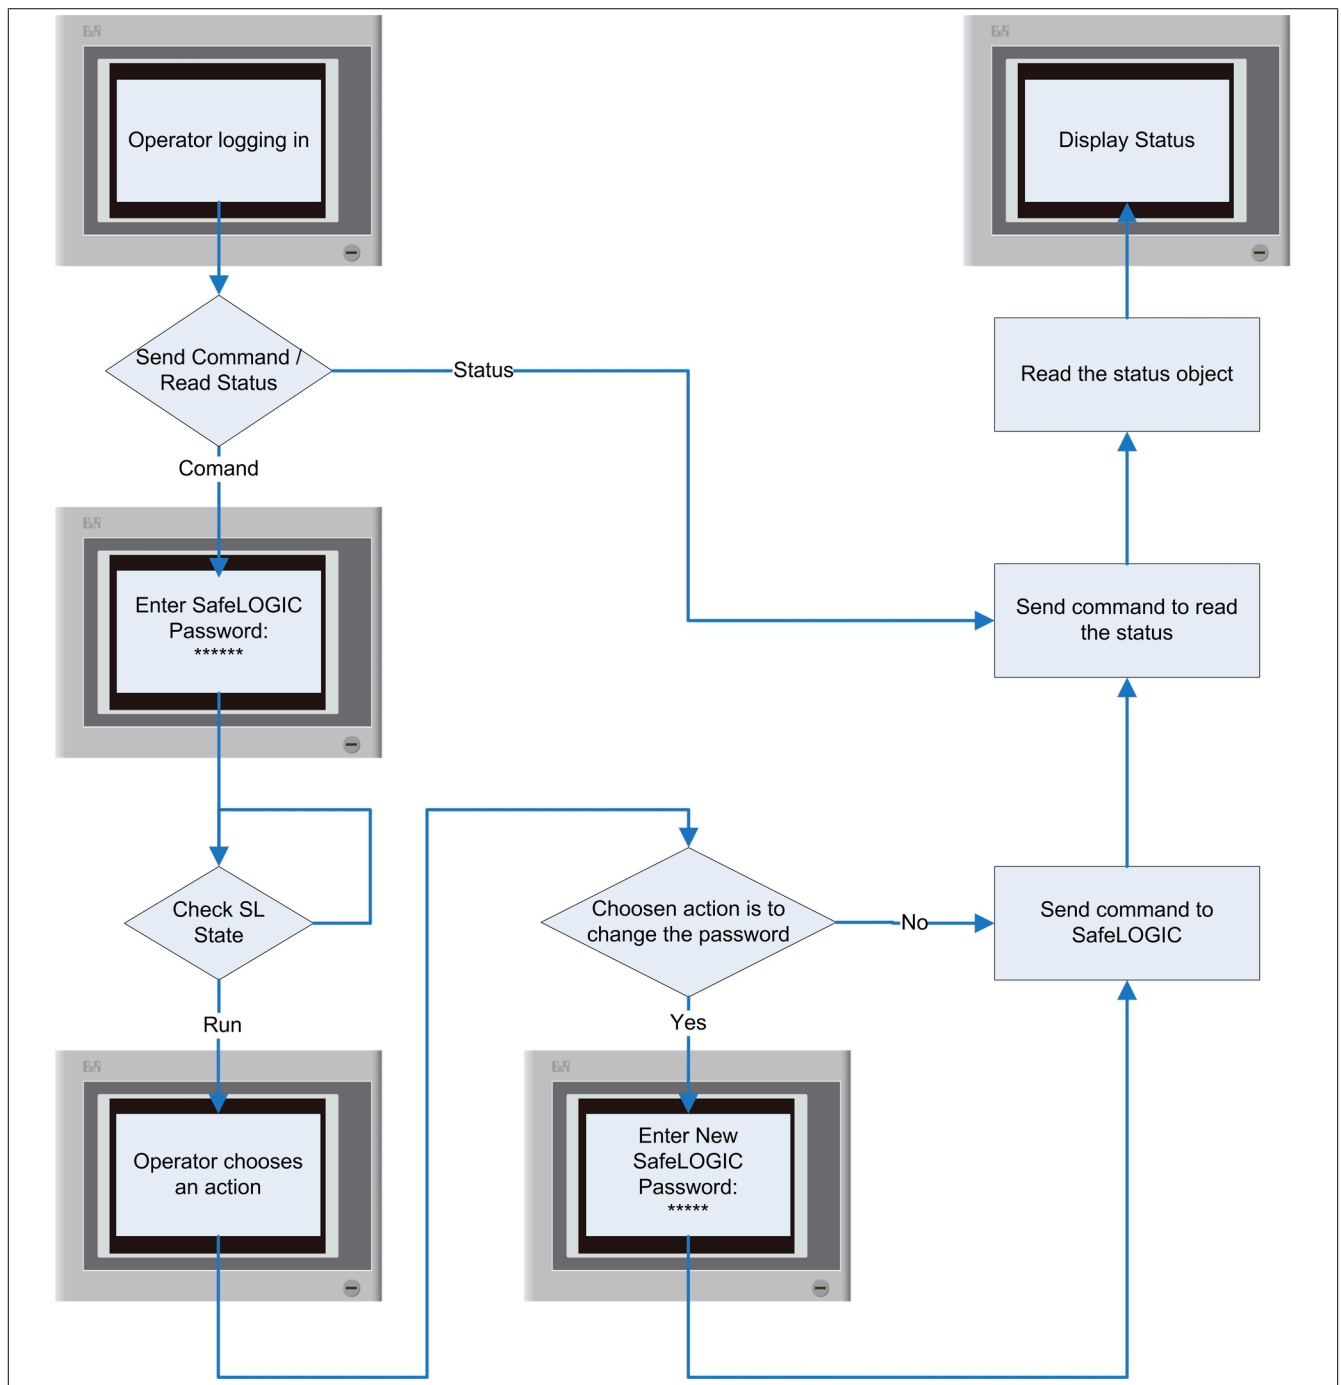 B&R
Operator logging in
B&R
Display Status
Send Command /
Read Status
Status
Read the status object
Comand
B&R
Enter SafeLOGIC
Password:
******
Send command to read
the status
Check SL
State
Choosen action is to
change the password
No
Send command to
SafeLOGIC
Run
Yes
B&R
Operator chooses
an action
B&R
Enter New
SafeLOGIC
Password:
*****